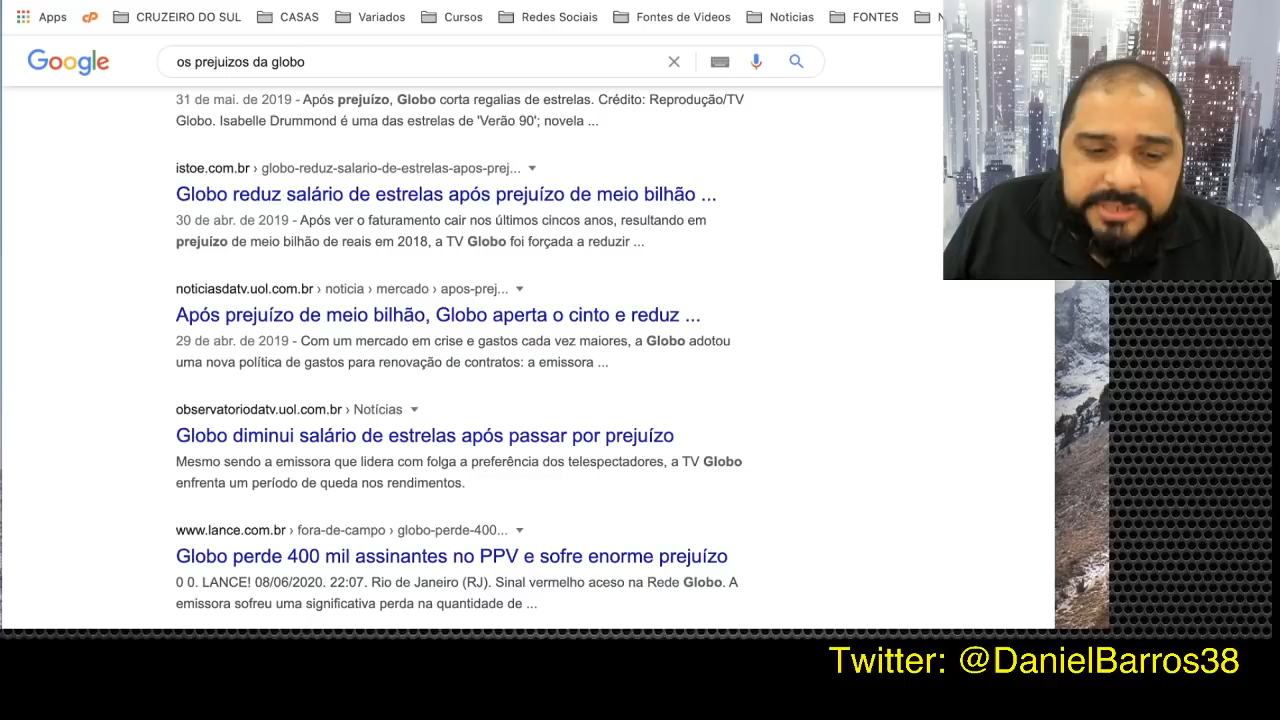 Apps CRUZEIRO DO SUL CASAS Variados Cursos Redes Sociais Fontes de Videos Noticias FONTES
Google os prejuizos da globo
31 de mai. de 2019 - Após prejuízo, Globo corta regalias de estrelas. Crédito: Reprodução/TV
Globo. Isabelle Drummond é uma das estrelas de 'Verão 90'; novela ...
istoe.com.br › globo-reduz-salario-de-estrelas-apos-prej...
Globo reduz salário de estrelas após prejuízo de meio bilhão ...
30 de abr. de 2019 - Após ver o faturamento cair nos últimos cincos anos, resultando em
prejuízo de meio bilhão de reais em 2018, a TV Globo foi forçada a reduzir ...
noticiasdatv.uol.com.br › noticia › mercado › apos-prej...
Após prejuízo de meio bilhão, Globo aperta o cinto e reduz ...
29 de abr. de 2019 - Com um mercado em crise e gastos cada vez maiores, a Globo adotou
uma nova política de gastos para renovação de contratos: a emissora ...
observatoriodatv.uol.com.br › Notícias
Globo diminui salário de estrelas após passar por prejuízo
Mesmo sendo a emissora que lidera com folga a preferência dos telespectadores, a TV Globo
enfrenta um período de queda nos rendimentos.
www.lance.com.br › fora-de-campo › globo-perde-400...
Globo perde 400 mil assinantes no PPV e sofre enorme prejuízo
0 0. LANCE! 08/06/2020. 22:07. Rio de Janeiro (RJ). Sinal vermelho aceso na Rede Globo. A
emissora sofreu uma significativa perda na quantidade de ...
Twitter: @DanielBarros38